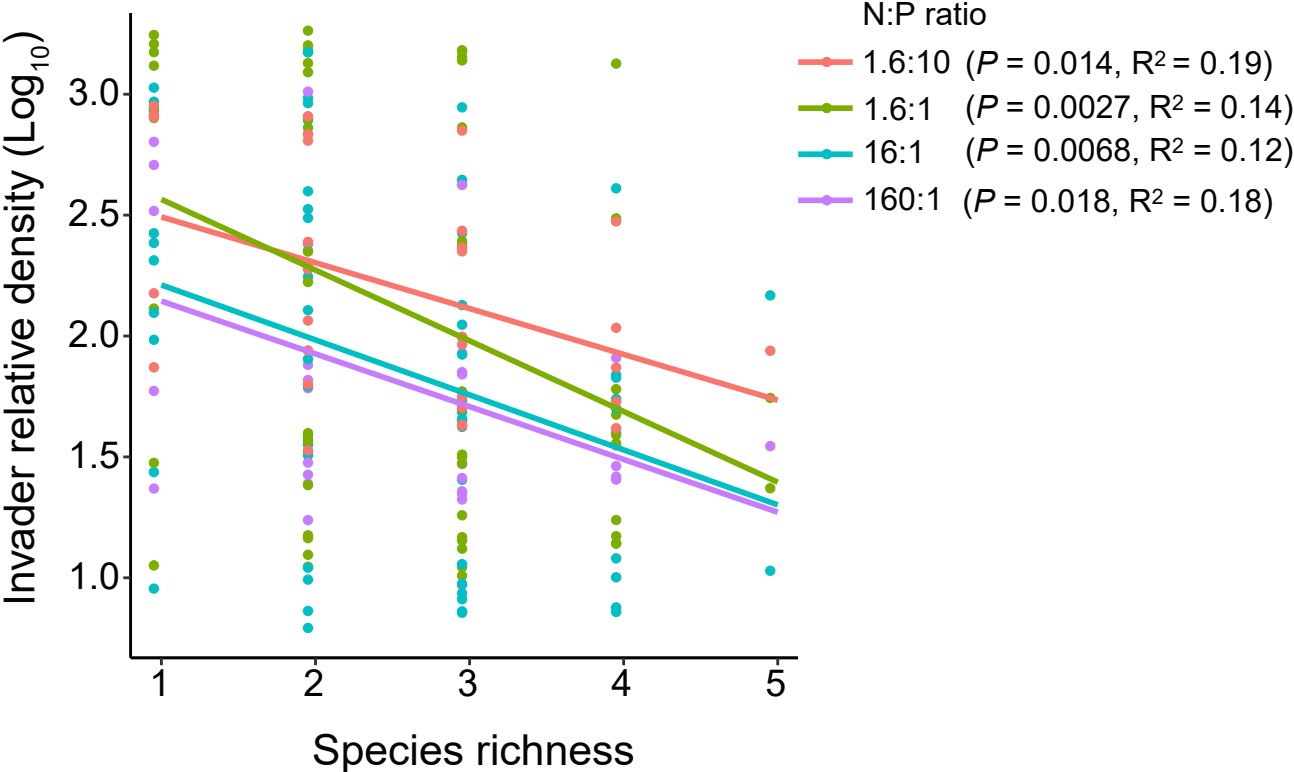 N:P ratio
1.6:10 (P = 0.014, R² = 0.19)
1.6:1 (P = 0.0027, R² = 0.14)
16:1 (P = 0.0068, R² = 0.12)
160:1 (P = 0.018, R² = 0.18)
Invader relative density (Log₁₀)
3.0
2.5
2.0
1.5
1.0
1 2 3 4 5
Species richness